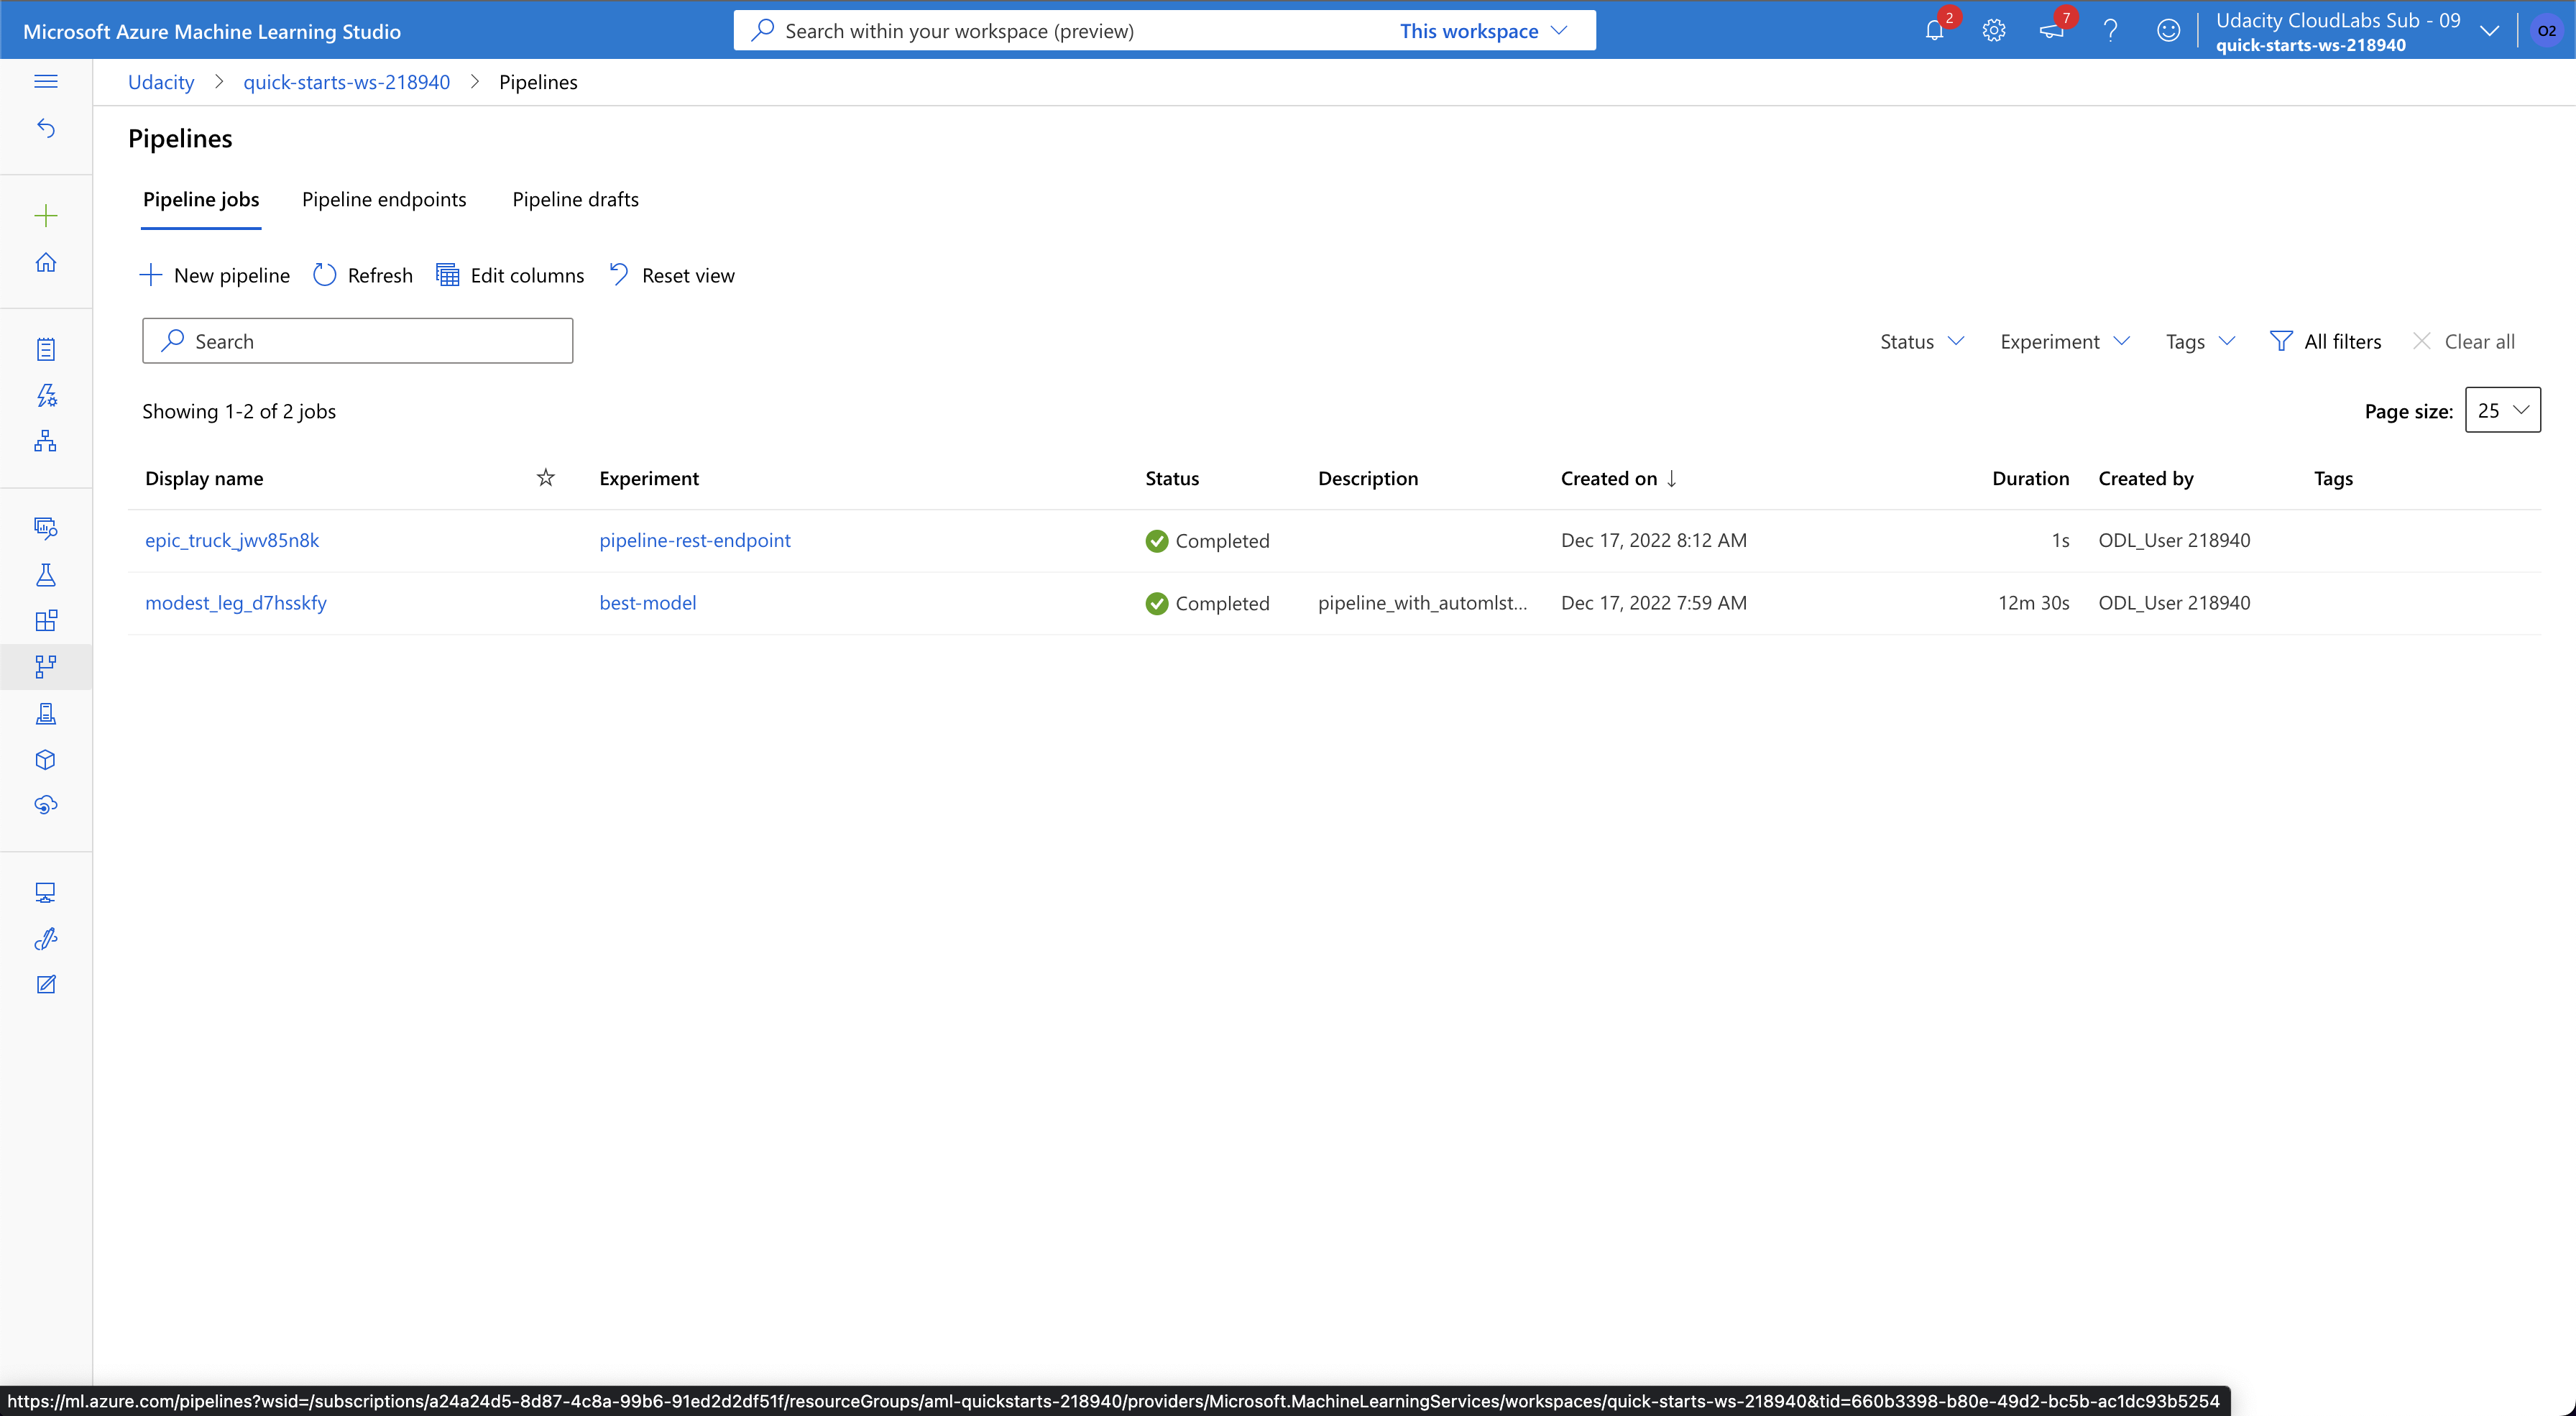 Microsoft Azure Machine Learning Studio
Search within your workspace (preview)
This workspace
2
7
Udacity CloudLabs Sub - 09
quick-starts-ws-218940
O2
Udacity > quick-starts-ws-218940 > Pipelines
Pipelines
Pipeline jobs Pipeline endpoints Pipeline drafts
New pipeline Refresh Edit columns Reset view
Search
Status Experiment Tags All filters Clear all
Showing 1-2 of 2 jobs
Page size: 25
Display name Experiment Status Description Created on Duration Created by Tags
epic_truck_jwv85n8k pipeline-rest-endpoint Completed Dec 17, 2022 8:12 AM 1s ODL_User 218940
modest_leg_d7hsskfy best-model Completed pipeline_with_automlst... Dec 17, 2022 7:59 AM 12m 30s ODL_User 218940
https://ml.azure.com/pipelines?wsid=/subscriptions/a24a24d5-8d87-4c8a-99b6-91ed2d2df51f/resourceGroups/aml-quickstarts-218940/providers/Microsoft.MachineLearningServices/workspaces/quick-starts-ws-218940&tid=660b3398-b80e-49d2-bc5b-ac1dc93b5254